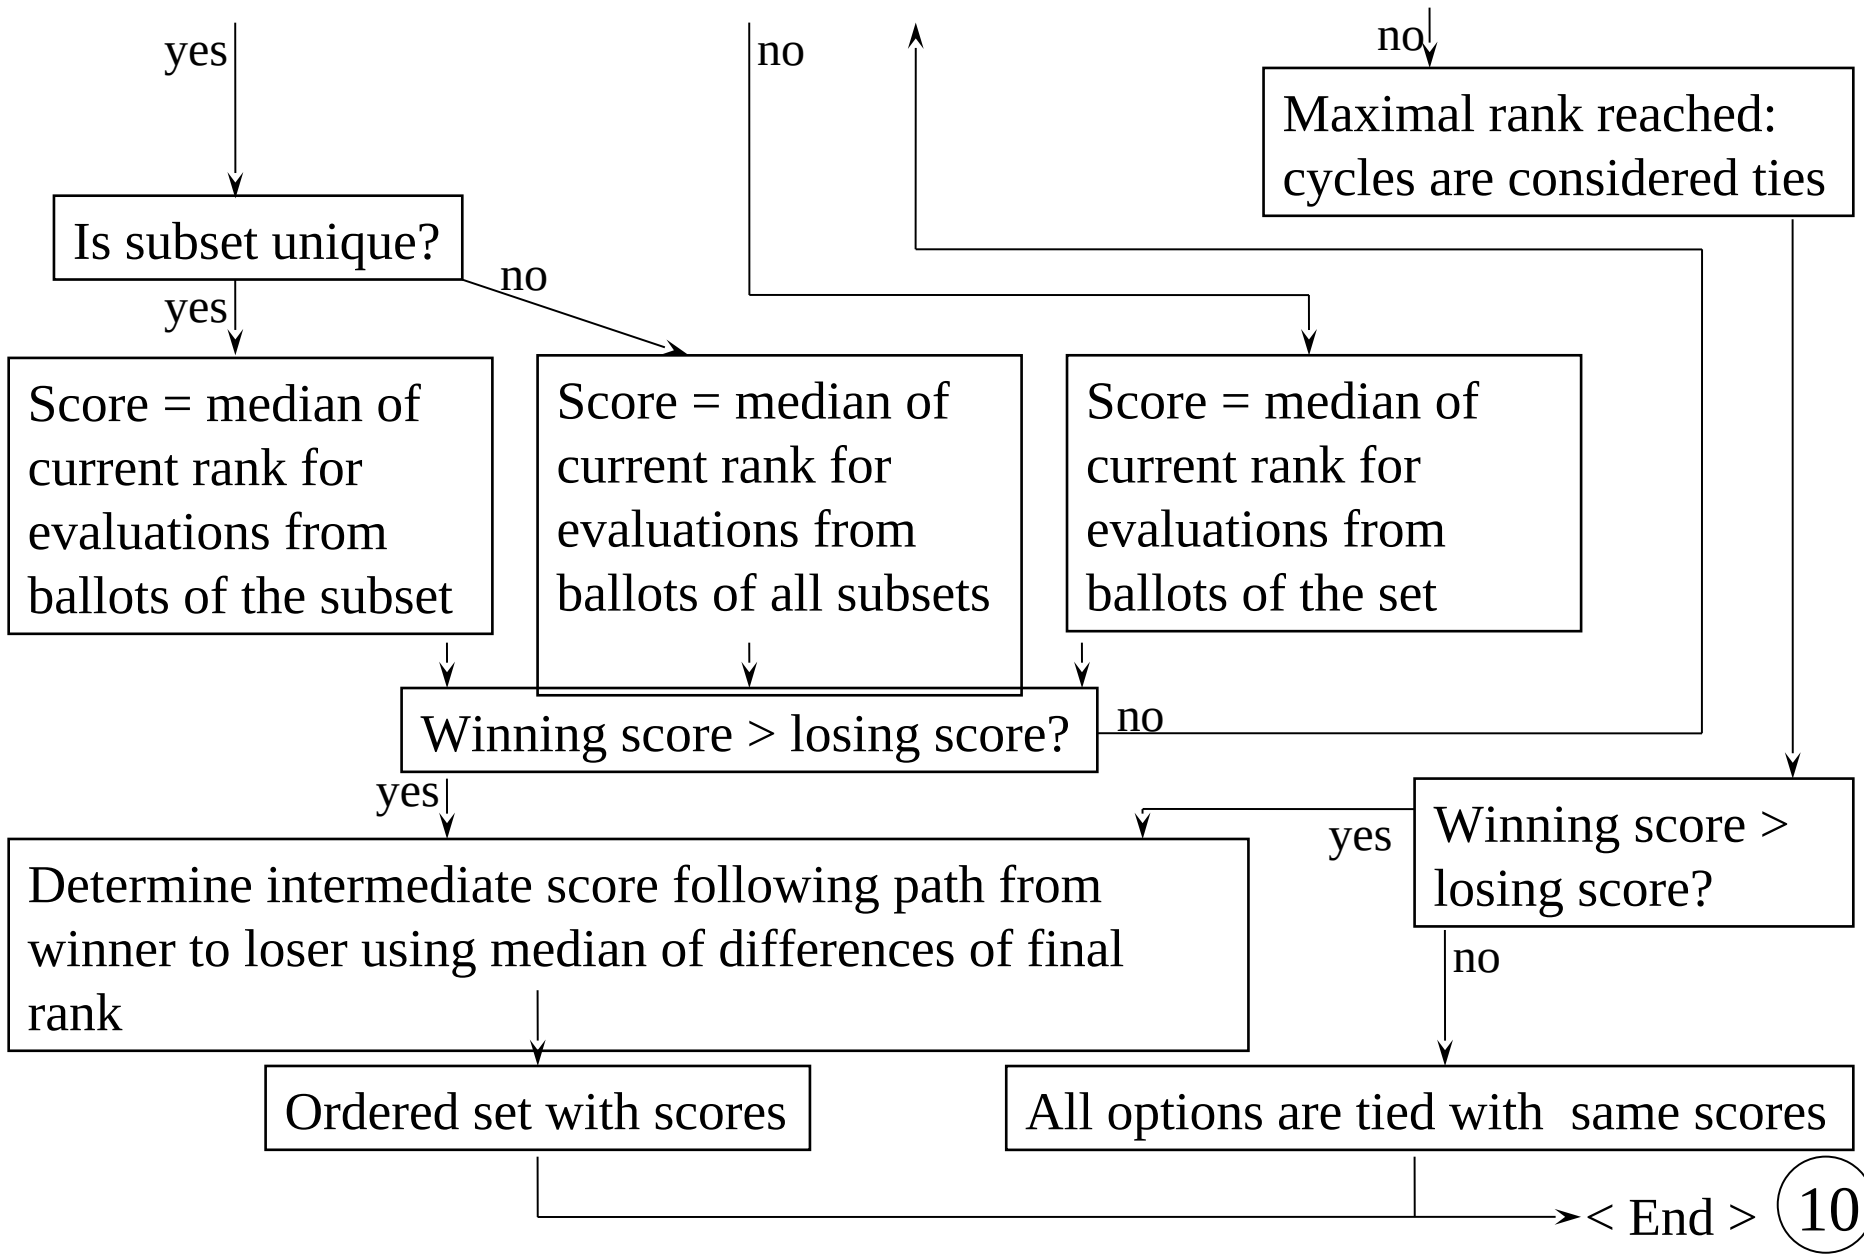 yes
no
no
Maximal rank reached:
cycles are considered ties
Is subset unique?
no
yes
Score = median of
current rank for
evaluations from
ballots of the subset
Score = median of
current rank for
evaluations from
ballots of all subsets
Score = median of
current rank for
evaluations from
ballots of the set
Winning score > losing score?
no
yes
Winning score >
losing score?
yes
no
Determine intermediate score following path from
winner to loser using median of differences of final
rank
Ordered set with scores
All options are tied with  same scores
< End >
10